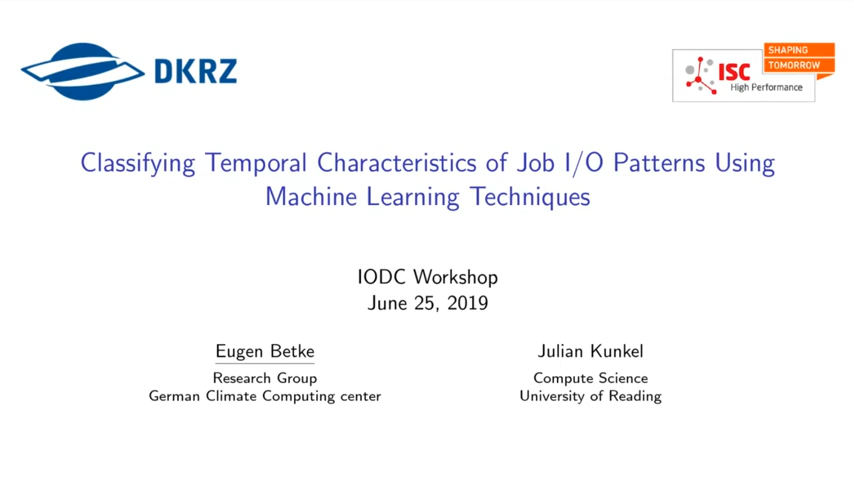 DKRZ
SHAPING
TOMORROW
ISC
High Performance
Classifying Temporal Characteristics of Job I/O Patterns Using
Machine Learning Techniques
IODC Workshop
June 25, 2019
Eugen Betke
Research Group
German Climate Computing center
Julian Kunkel
Compute Science
University of Reading